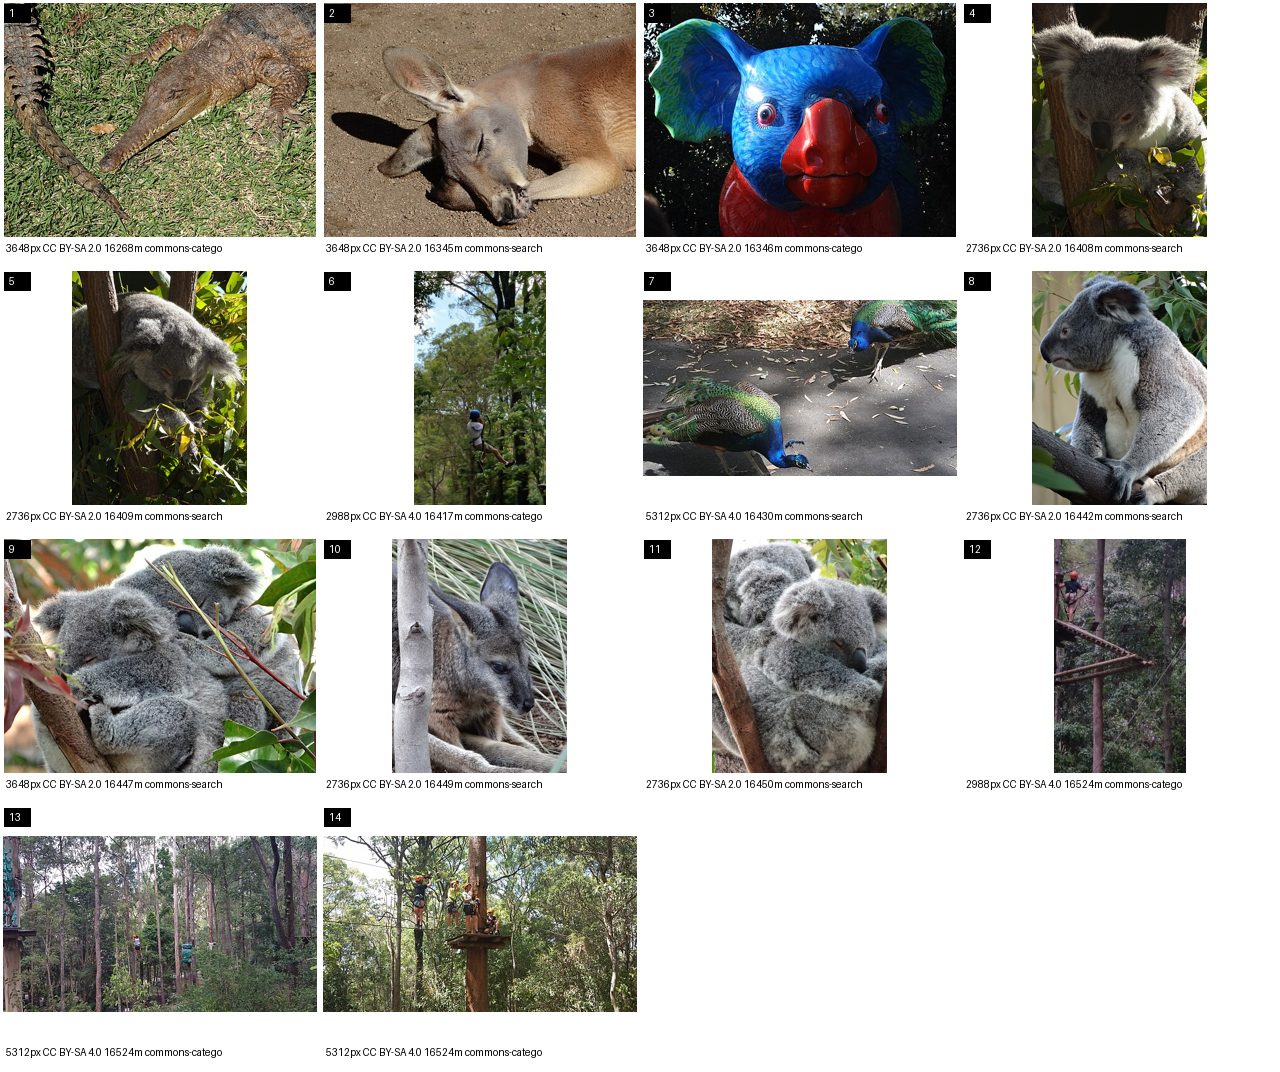 1
2
3
4
3648px CC BY-SA 2.0 16268m commons-catego
3648px CC BY-SA 2.0 16345m commons-search
3648px CC BY-SA 2.0 16346m commons-catego
2736px CC BY-SA 2.0 16408m commons-search
5
6
7
8
2736px CC BY-SA 2.0 16409m commons-search
2988px CC BY-SA 4.0 16417m commons-catego
5312px CC BY-SA 4.0 16430m commons-search
2736px CC BY-SA 2.0 16442m commons-search
9
10
11
12
3648px CC BY-SA 2.0 16447m commons-search
2736px CC BY-SA 2.0 16449m commons-search
2736px CC BY-SA 2.0 16450m commons-search
2988px CC BY-SA 4.0 16524m commons-catego
13
14
5312px CC BY-SA 4.0 16524m commons-catego
5312px CC BY-SA 4.0 16524m commons-catego